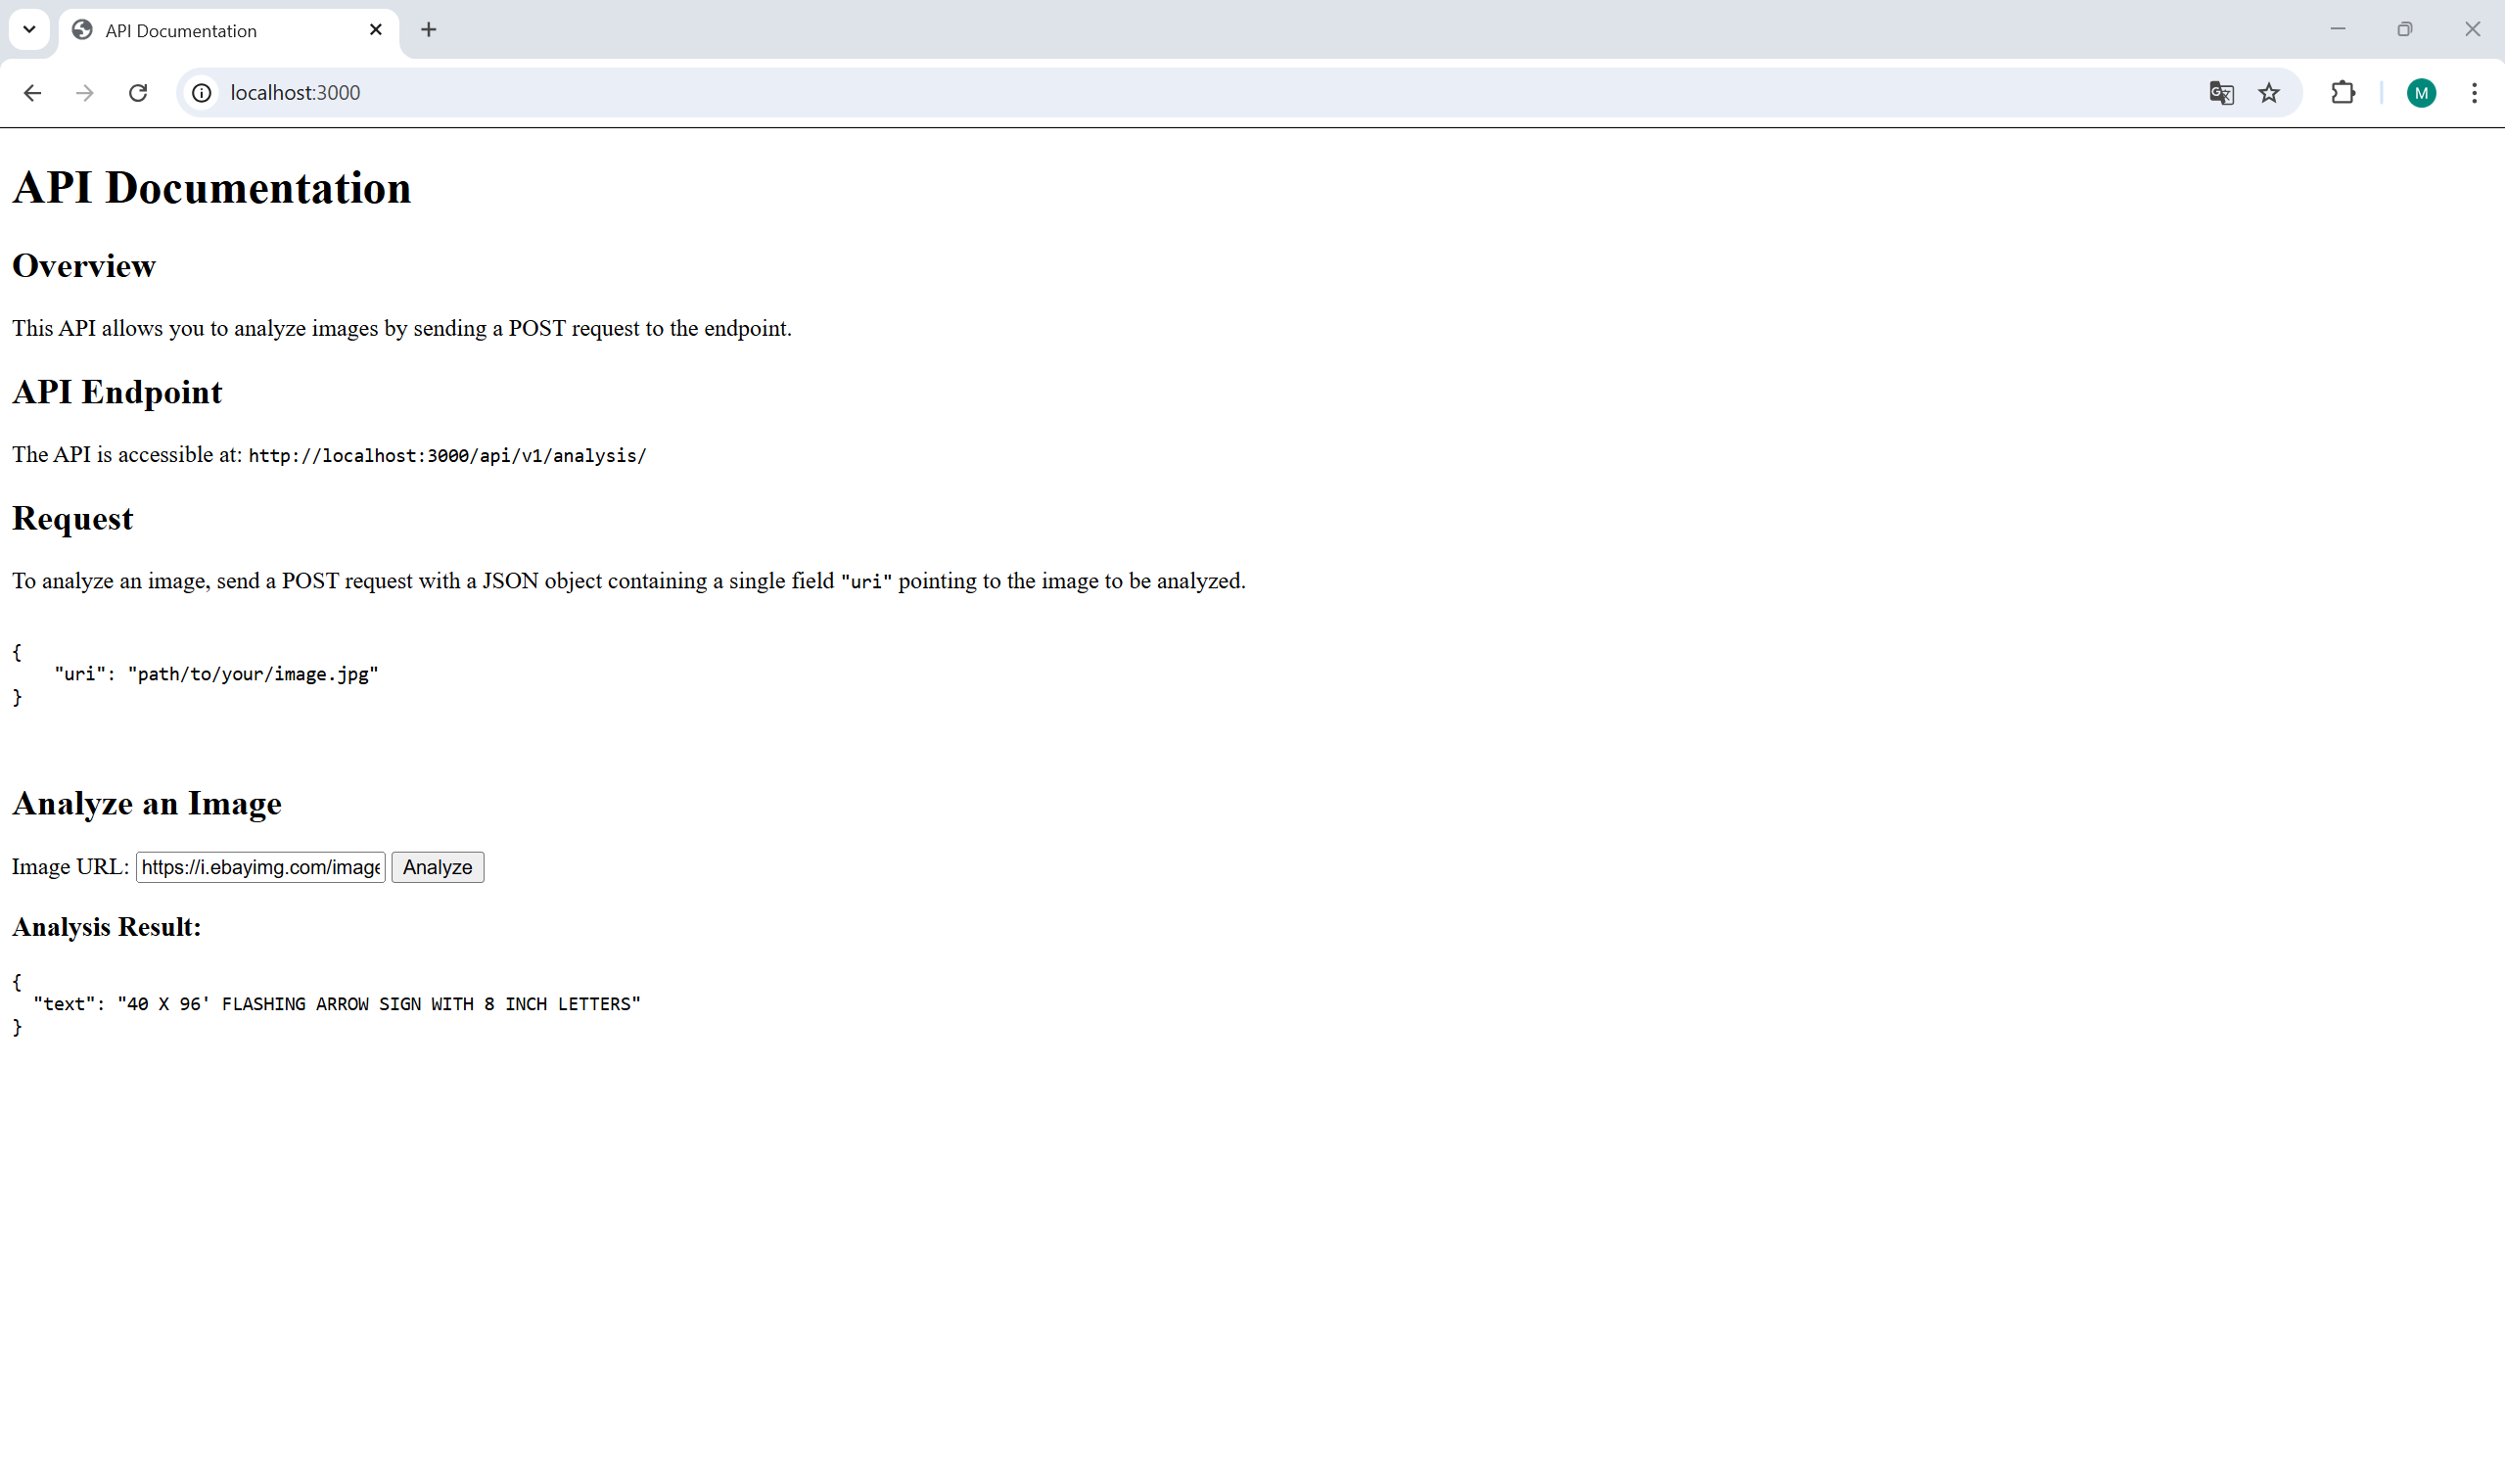 API Documentation
localhost:3000
M
API Documentation
Overview
This API allows you to analyze images by sending a POST request to the endpoint.
API Endpoint
The API is accessible at: http://localhost:3000/api/v1/analysis/
Request
To analyze an image, send a POST request with a JSON object containing a single field "uri" pointing to the image to be analyzed.
{
    "uri": "path/to/your/image.jpg"
}
Analyze an Image
Image URL: https://i.ebayimg.com/image Analyze
Analysis Result:
{
  "text": "40 X 96' FLASHING ARROW SIGN WITH 8 INCH LETTERS"
}